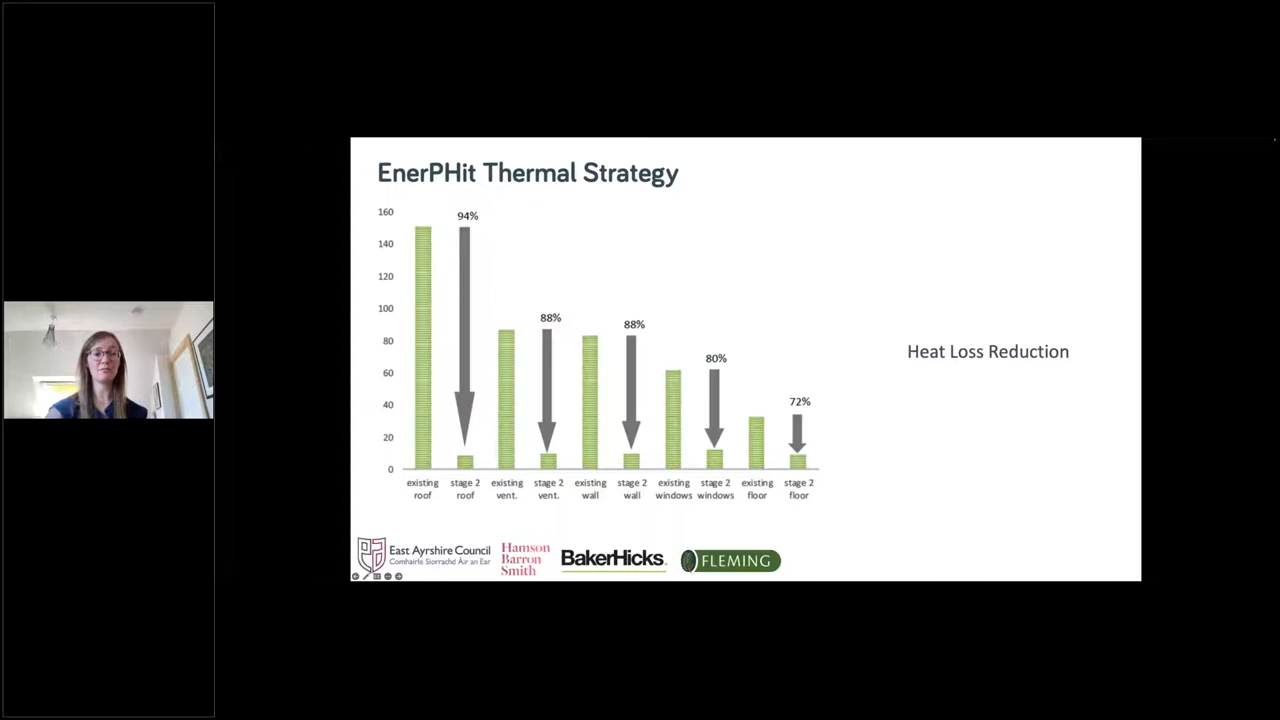 EnerPHit Thermal Strategy
160
140
120
100
80
60
40
20
0
94%
88%
88%
80%
72%
existing roof
stage 2 roof
existing vent.
stage 2 vent.
existing wall
stage 2 wall
existing windows
stage 2 windows
existing floor
stage 2 floor
Heat Loss Reduction
East Ayrshire Council
Comhairle Siorrachd Àir an Ear
Hamson
Barron
Smith
BakerHicks.
FLEMING